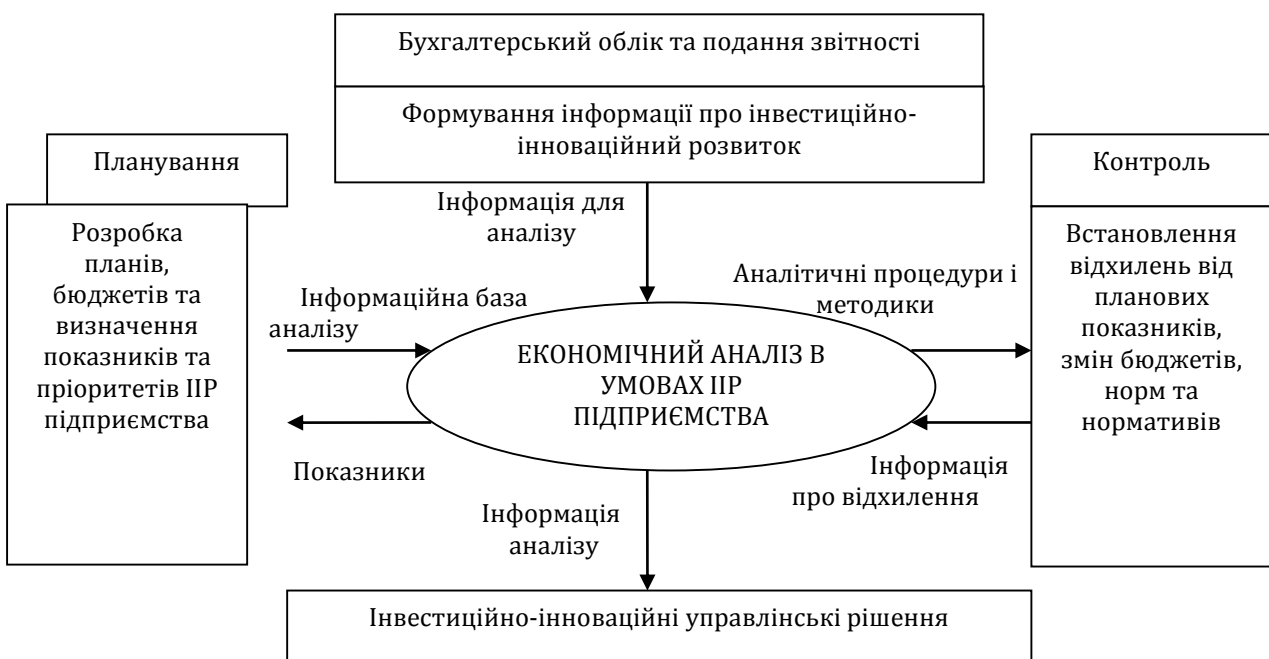 Бухгалтерський облік та подання звітності
Формування інформації про інвестиційно-
інноваційний розвиток
Планування
Розробка
планів,
бюджетів та
визначення
показників та
пріоритетів ІІР
підприємства
Контроль
Встановлення
відхилень від
планових
показників,
змін бюджетів,
норм та
нормативів
Інформація для
аналізу
Інформаційна база
аналізу
Аналітичні процедури і
методики
ЕКОНОМІЧНИЙ АНАЛІЗ В
УМОВАХ ІІР
ПІДПРИЄМСТВА
Показники
Інформація
про відхилення
Інформація
аналізу
Інвестиційно-інноваційні управлінські рішення